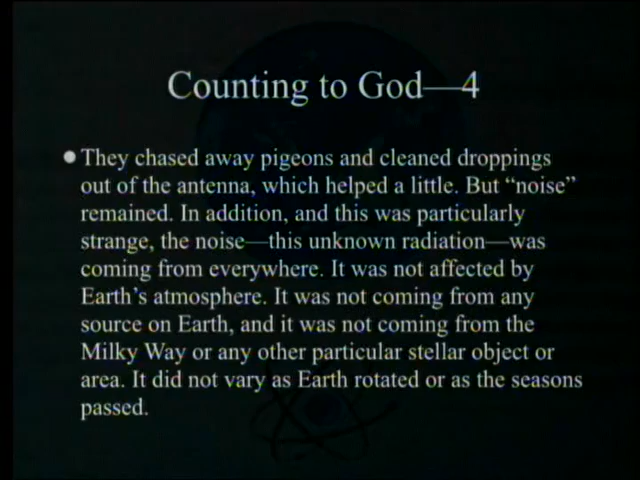 Counting to God—4
They chased away pigeons and cleaned droppings
out of the antenna, which helped a little. But “noise”
remained. In addition, and this was particularly
strange, the noise—this unknown radiation—was
coming from everywhere. It was not affected by
Earth’s atmosphere. It was not coming from any
source on Earth, and it was not coming from the
Milky Way or any other particular stellar object or
area. It did not vary as Earth rotated or as the seasons
passed.